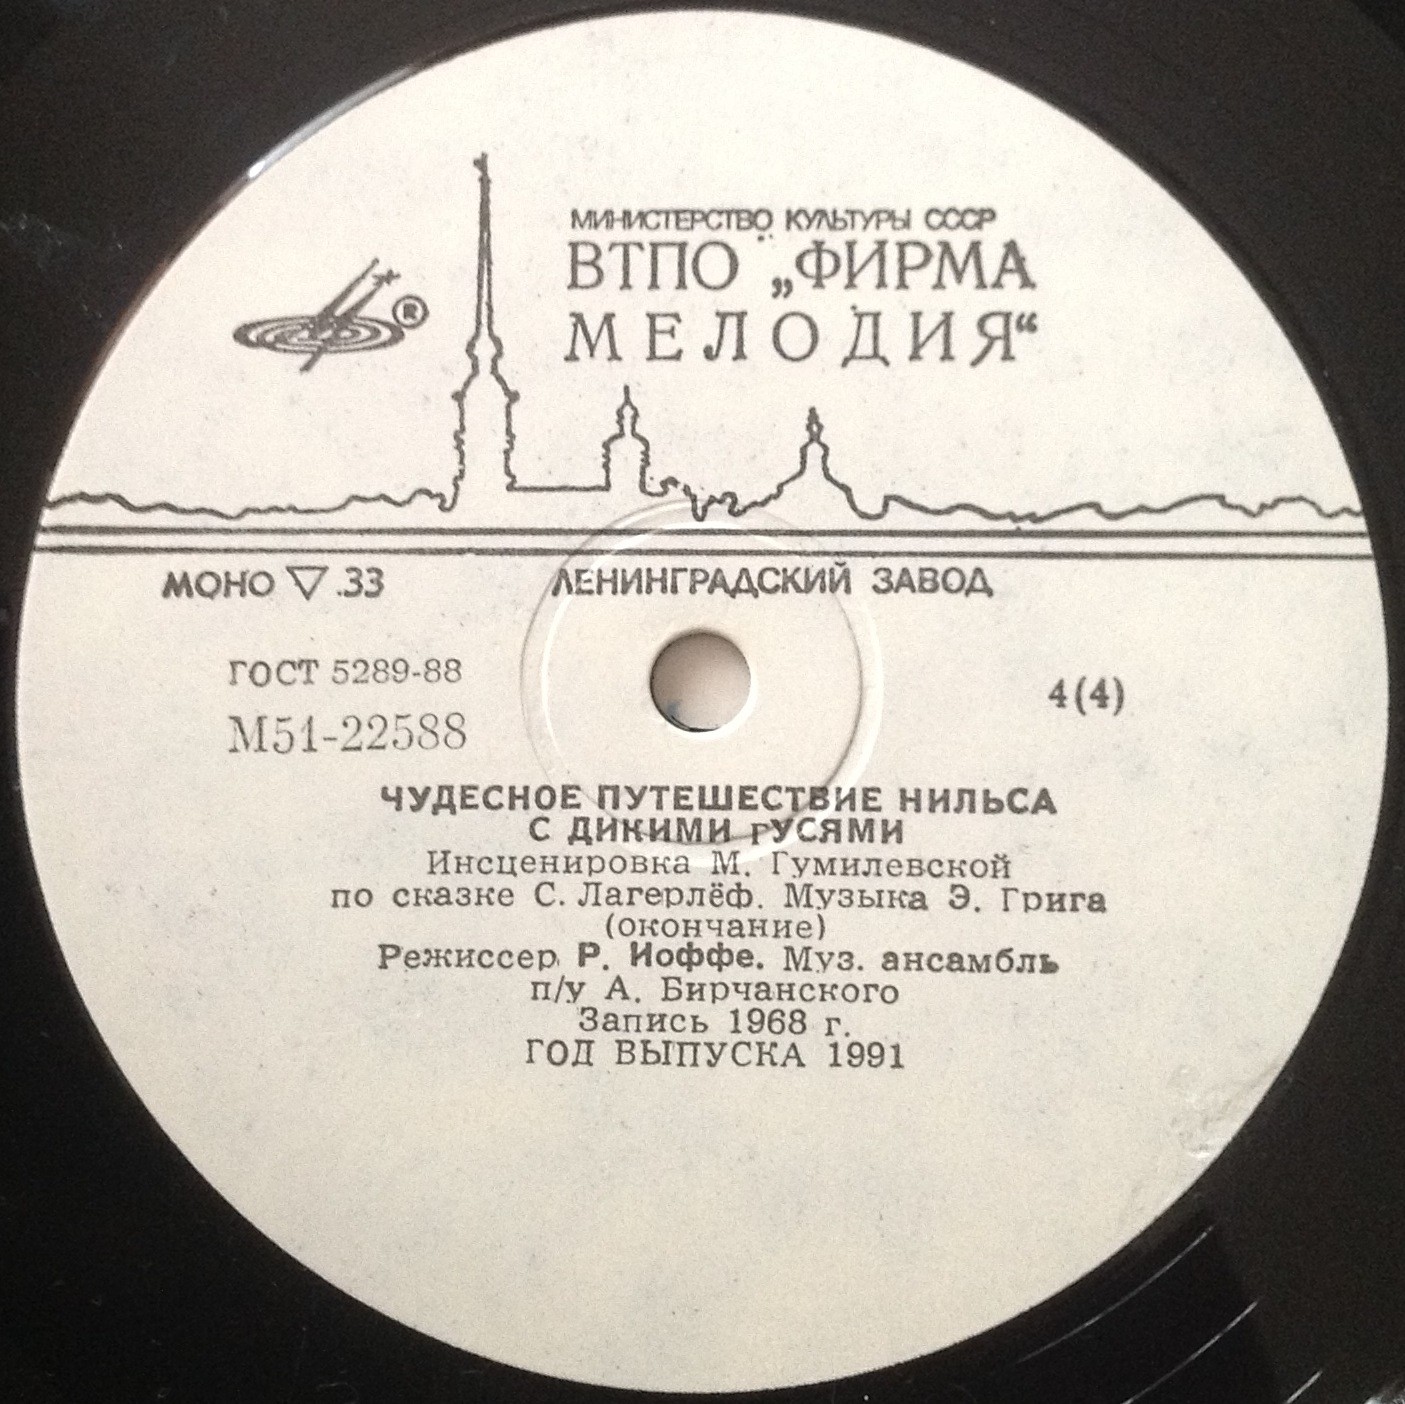 МИНИСТЕРСТВО КУЛЬТУРЫ СССР
ВТПО „ФИРМА
МЕЛОДИЯ“
®
МОНО ▽ .33
ЛЕНИНГРАДСКИЙ ЗАВОД
ГОСТ 5289-88
М51-22588
4(4)
ЧУДЕСНОЕ ПУТЕШЕСТВИЕ НИЛЬСА
С ДИКИМИ ГУСЯМИ
Инсценировка М. Гумилевской
по сказке С. Лагерлёф. Музыка Э. Грига
(окончание)
Режиссер Р. Иоффе. Муз. ансамбль
п/у А. Бирчанского
Запись 1968 г.
ГОД ВЫПУСКА 1991